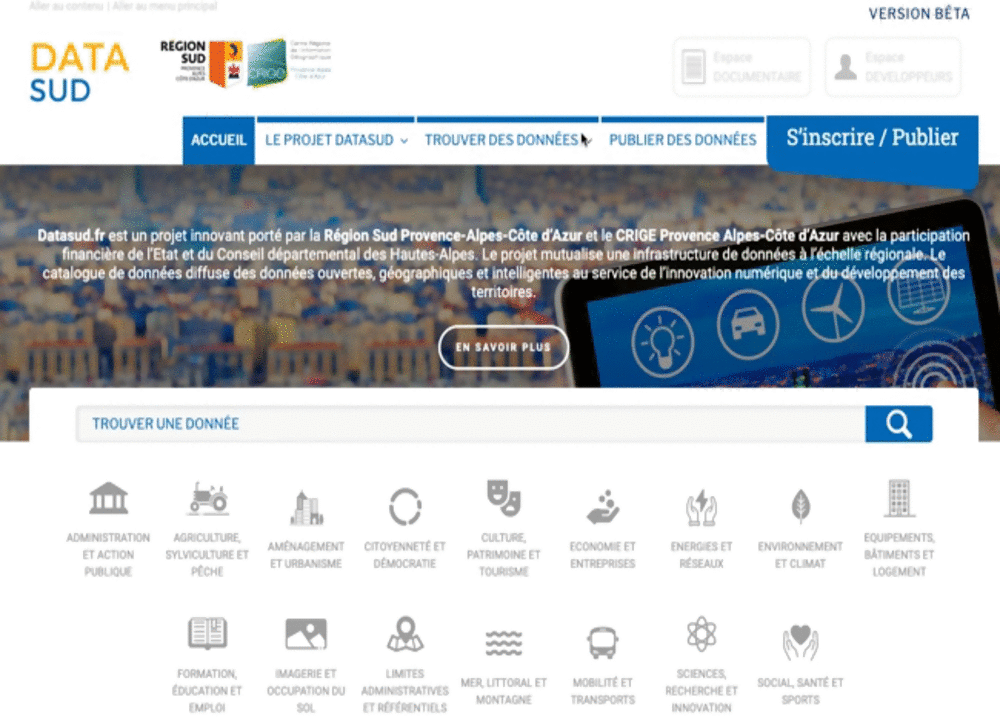 Aller au contenu | Aller au menu principal
VERSION BÊTA
DATA
SUD
RÉGION
SUD
PROVENCE
ALPES
CÔTE D'AZUR
CRIGE
Centre Régional
de l'Information
Géographique
Provence Alpes
Côte d'Azur
Espace
DOCUMENTAIRE
Espace
DEVELOPPEURS
ACCUEIL
LE PROJET DATASUD
TROUVER DES DONNÉES
PUBLIER DES DONNÉES
S'inscrire / Publier
Datasud.fr est un projet innovant porté par la Région Sud Provence-Alpes-Côte d'Azur et le CRIGE Provence Alpes-Côte d'Azur avec la participation
financière de l'Etat et du Conseil départemental des Hautes-Alpes. Le projet mutualise une infrastructure de données à l'échelle régionale. Le
catalogue de données diffuse des données ouvertes, géographiques et intelligentes au service de l'innovation numérique et du développement des
territoires.
EN SAVOIR PLUS
TROUVER UNE DONNÉE
ADMINISTRATION
ET ACTION
PUBLIQUE
AGRICULTURE,
SYLVICULTURE ET
PÊCHE
AMÉNAGEMENT
ET URBANISME
CITOYENNETÉ ET
DÉMOCRATIE
CULTURE,
PATRIMOINE ET
TOURISME
ECONOMIE ET
ENTREPRISES
ENERGIES ET
RÉSEAUX
ENVIRONNEMENT
ET CLIMAT
EQUIPEMENTS,
BÂTIMENTS ET
LOGEMENT
FORMATION,
ÉDUCATION ET
EMPLOI
IMAGERIE ET
OCCUPATION DU
SOL
LIMITES
ADMINISTRATIVES
ET RÉFÉRENTIELS
MER, LITTORAL ET
MONTAGNE
MOBILITÉ ET
TRANSPORTS
SCIENCES,
RECHERCHE ET
INNOVATION
SOCIAL, SANTÉ ET
SPORTS